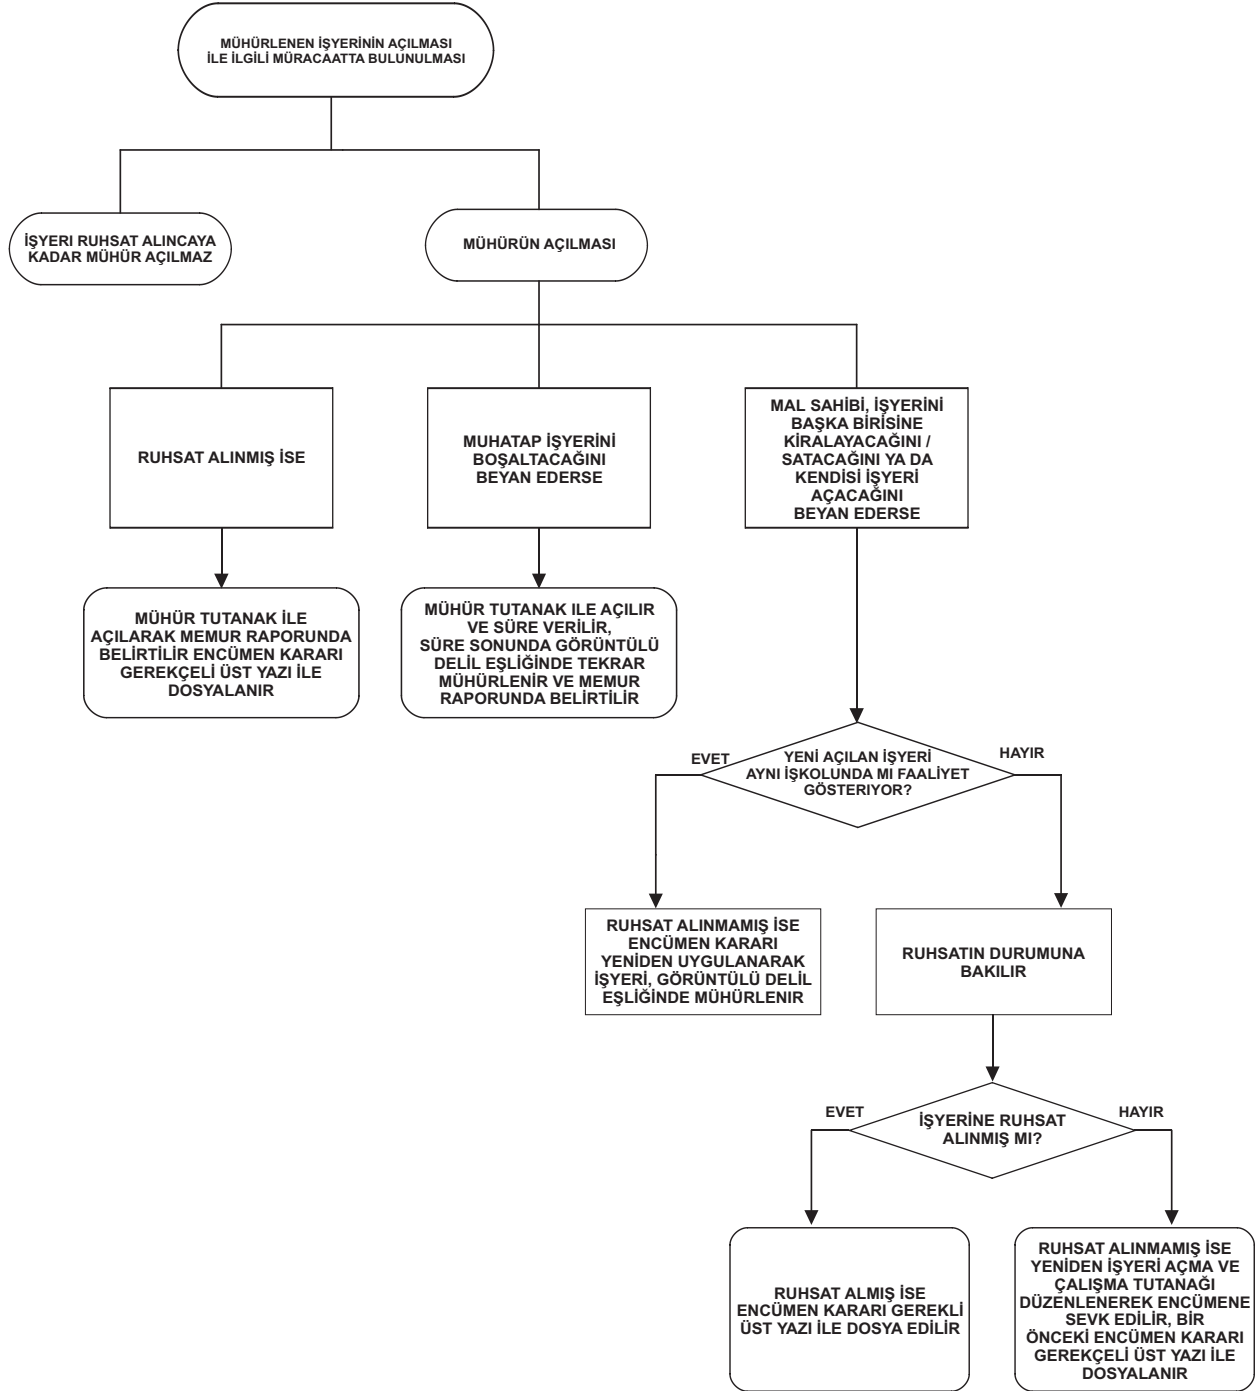 MÜHÜRLENEN İŞYERİNİN AÇILMASI
İLE İLGİLİ MÜRACAATTA BULUNULMASI
İŞYERI RUHSAT ALINCAYA
KADAR MÜHÜR AÇILMAZ
MÜHÜRÜN AÇILMASI
RUHSAT ALINMIŞ İSE
MUHATAP İŞYERİNİ
BOŞALTACAĞINI
BEYAN EDERSE
MAL SAHİBİ, İŞYERİNİ
BAŞKA BİRİSİNE
KİRALAYACAĞINI /
SATACAĞINI YA DA
KENDİSİ İŞYERİ
AÇACAĞINI
BEYAN EDERSE
MÜHÜR TUTANAK İLE
AÇILARAK MEMUR RAPORUNDA
BELİRTİLİR ENCÜMEN KARARI
GEREKÇELİ ÜST YAZI İLE
DOSYALANIR
MÜHÜR TUTANAK ILE AÇILIR
VE SÜRE VERİLİR,
SÜRE SONUNDA GÖRÜNTÜLÜ
DELİL EŞLİĞİNDE TEKRAR
MÜHÜRLENİR VE MEMUR
RAPORUNDA BELİRTİLİR
EVET
YENİ AÇILAN İŞYERİ
AYNI İŞKOLUNDA MI FAALİYET
GÖSTERIYOR?
HAYIR
RUHSAT ALINMAMIŞ İSE
ENCÜMEN KARARI
YENİDEN UYGULANARAK
İŞYERİ, GÖRÜNTÜLÜ DELİL
EŞLİĞİNDE MÜHÜRLENIR
RUHSATIN DURUMUNA
BAKILIR
EVET
İŞYERİNE RUHSAT
ALINMIŞ MI?
HAYIR
RUHSAT ALMIŞ İSE
ENCÜMEN KARARI GEREKLİ
ÜST YAZI İLE DOSYA EDİLİR
RUHSAT ALINMAMIŞ İSE
YENİDEN İŞYERİ AÇMA VE
ÇALIŞMA TUTANAĞI
DÜZENLENEREK ENCÜMENE
SEVK EDİLİR, BİR
ÖNCEKİ ENCÜMEN KARARI
GEREKÇELİ ÜST YAZI İLE
DOSYALANIR